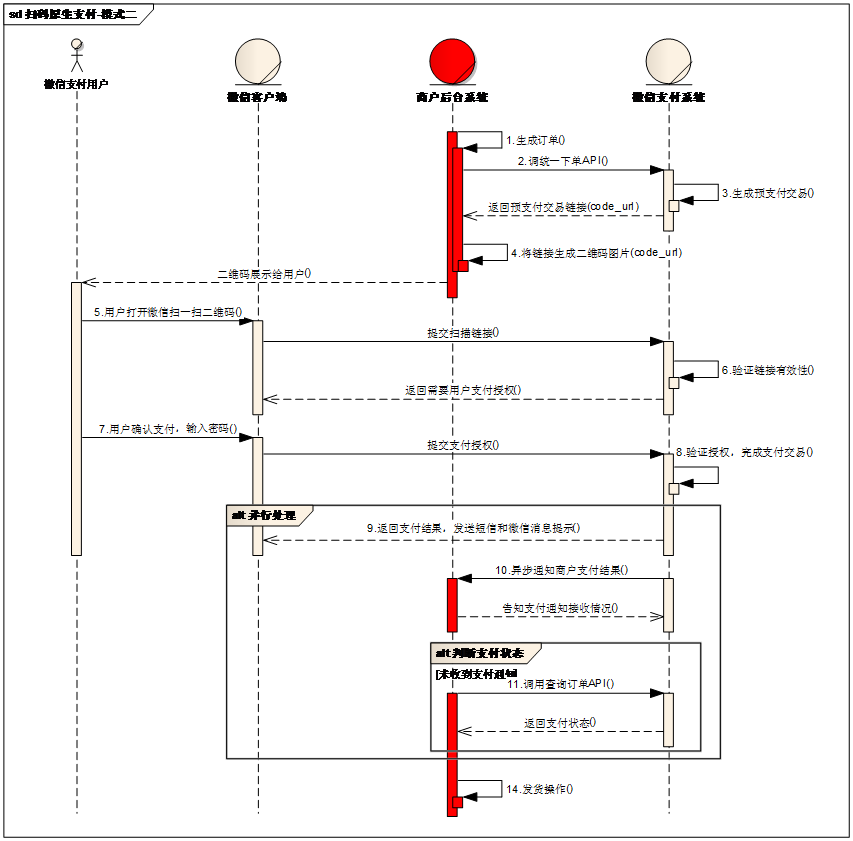 sd 扫码原生支付-模式二
微信支付用户
微信客户端
商户后台系统
微信支付系统
1.生成订单()
2.调统一下单API()
3.生成预支付交易()
返回预支付交易链接(code_url)
4.将链接生成二维码图片(code_url)
二维码展示给用户()
5.用户打开微信扫一扫二维码()
提交扫描链接()
6.验证链接有效性()
返回需要用户支付授权()
7.用户确认支付，输入密码()
提交支付授权()
8.验证授权，完成支付交易()
alt 并行处理
9.返回支付结果，发送短信和微信消息提示()
10.异步通知商户支付结果()
告知支付通知接收情况()
alt 判断支付状态
[未收到支付通知]
11.调用查询订单API()
返回支付状态()
14.发货操作()